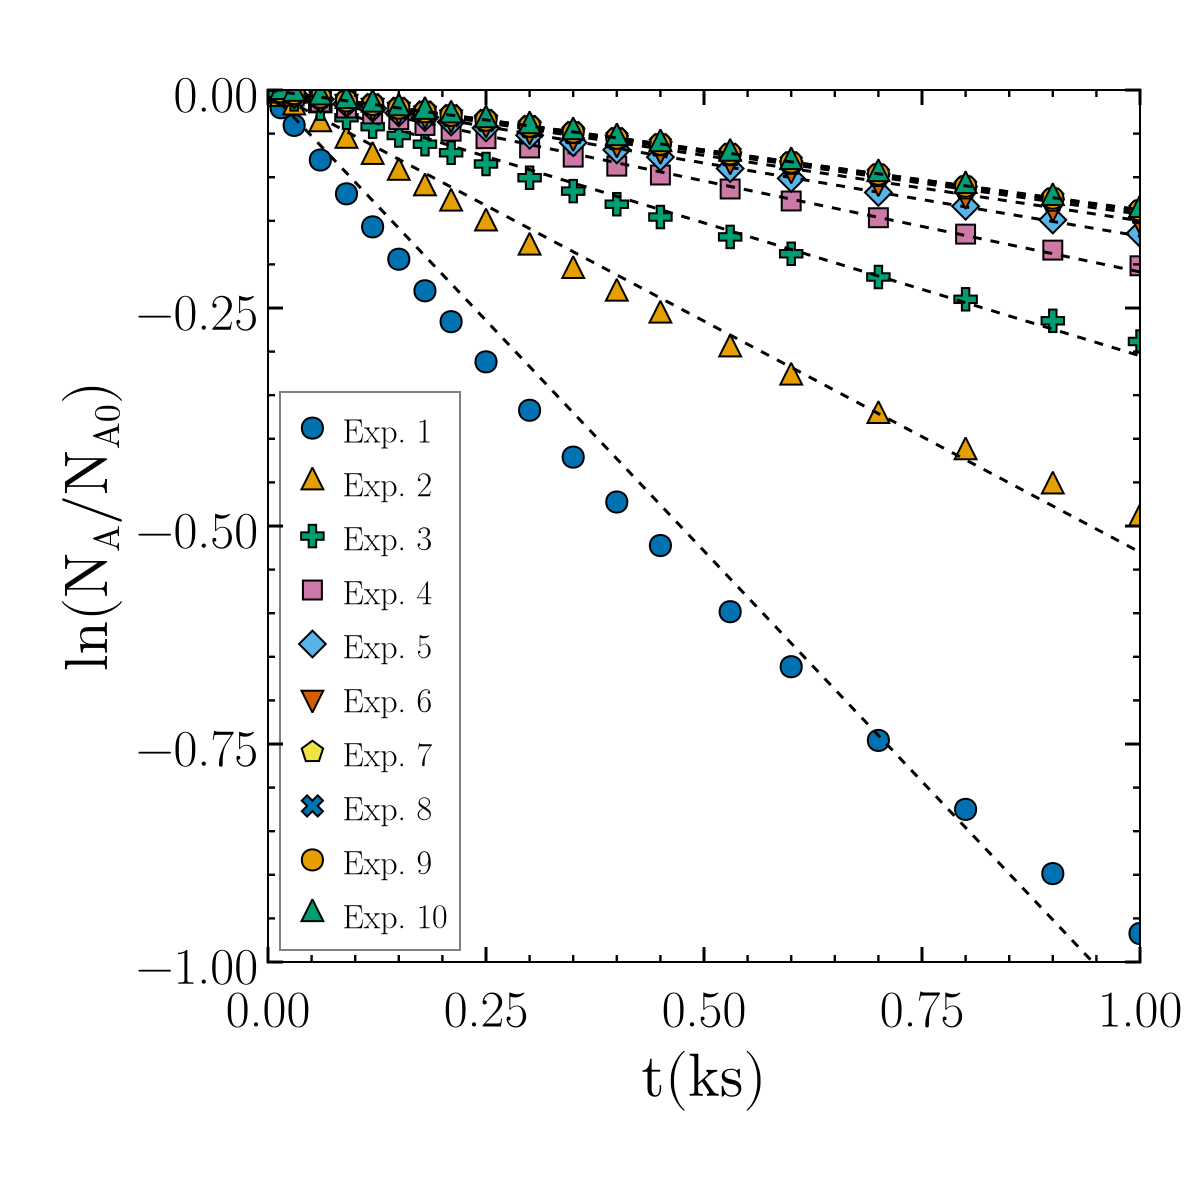 0.00
−0.25
−0.50
−0.75
−1.00
ln(N_A/N_A0)
Exp. 1
Exp. 2
Exp. 3
Exp. 4
Exp. 5
Exp. 6
Exp. 7
Exp. 8
Exp. 9
Exp. 10
0.00 0.25 0.50 0.75 1.00
t(ks)